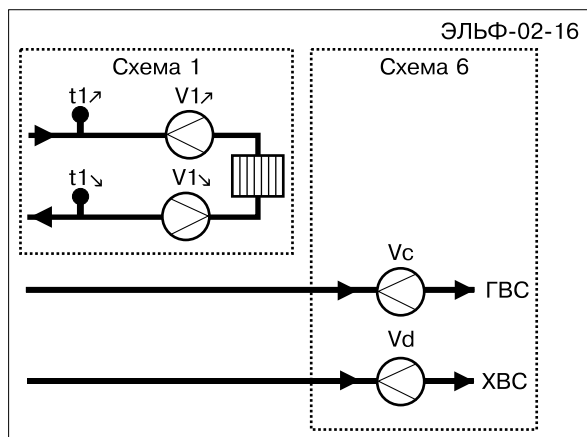 ЭЛЬФ-02-16
Схема 1
Схема 6
t1↗
V1↗
t1↘
V1↘
Vc
ГВС
Vd
ХВС